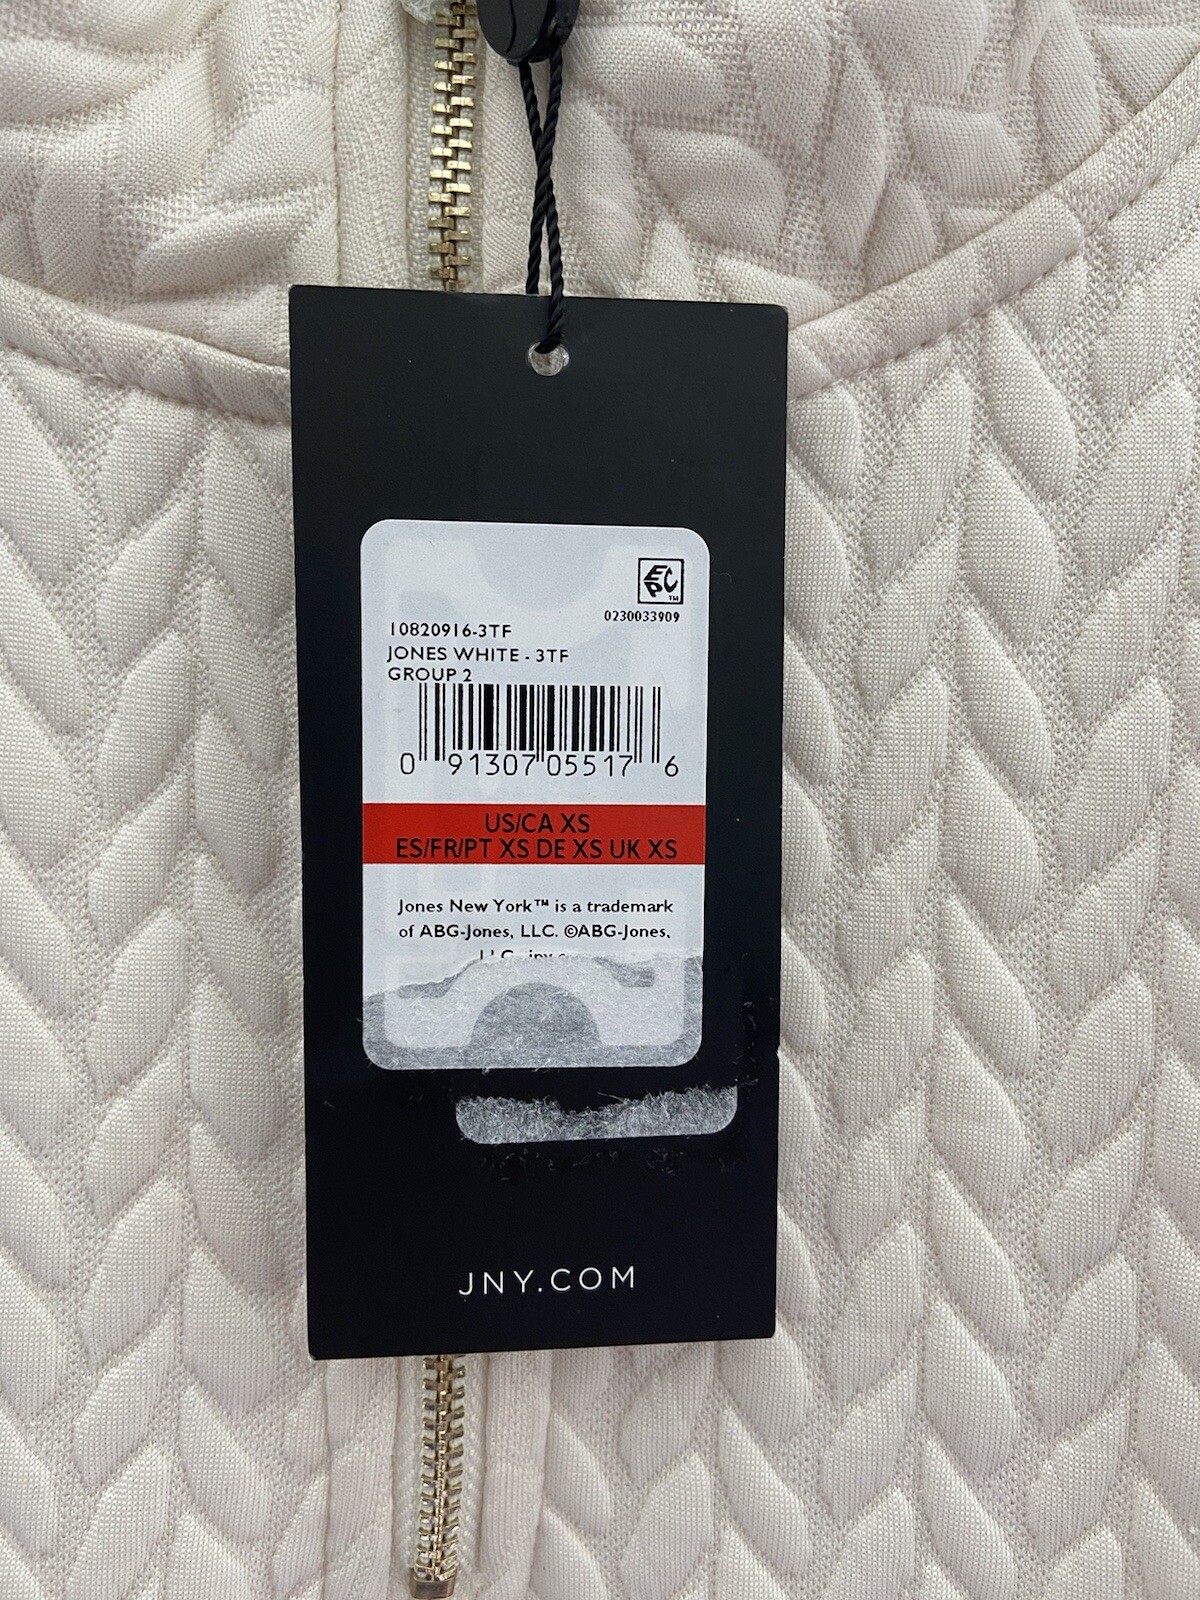 EPC™
0230033909
10820916-3TF
JONES WHITE - 3TF
GROUP 2
0 91307 05517 6
US/CA XS
ES/FR/PT XS DE XS UK XS
Jones New York™ is a trademark
of ABG-Jones, LLC. ©ABG-Jones,
JNY.COM